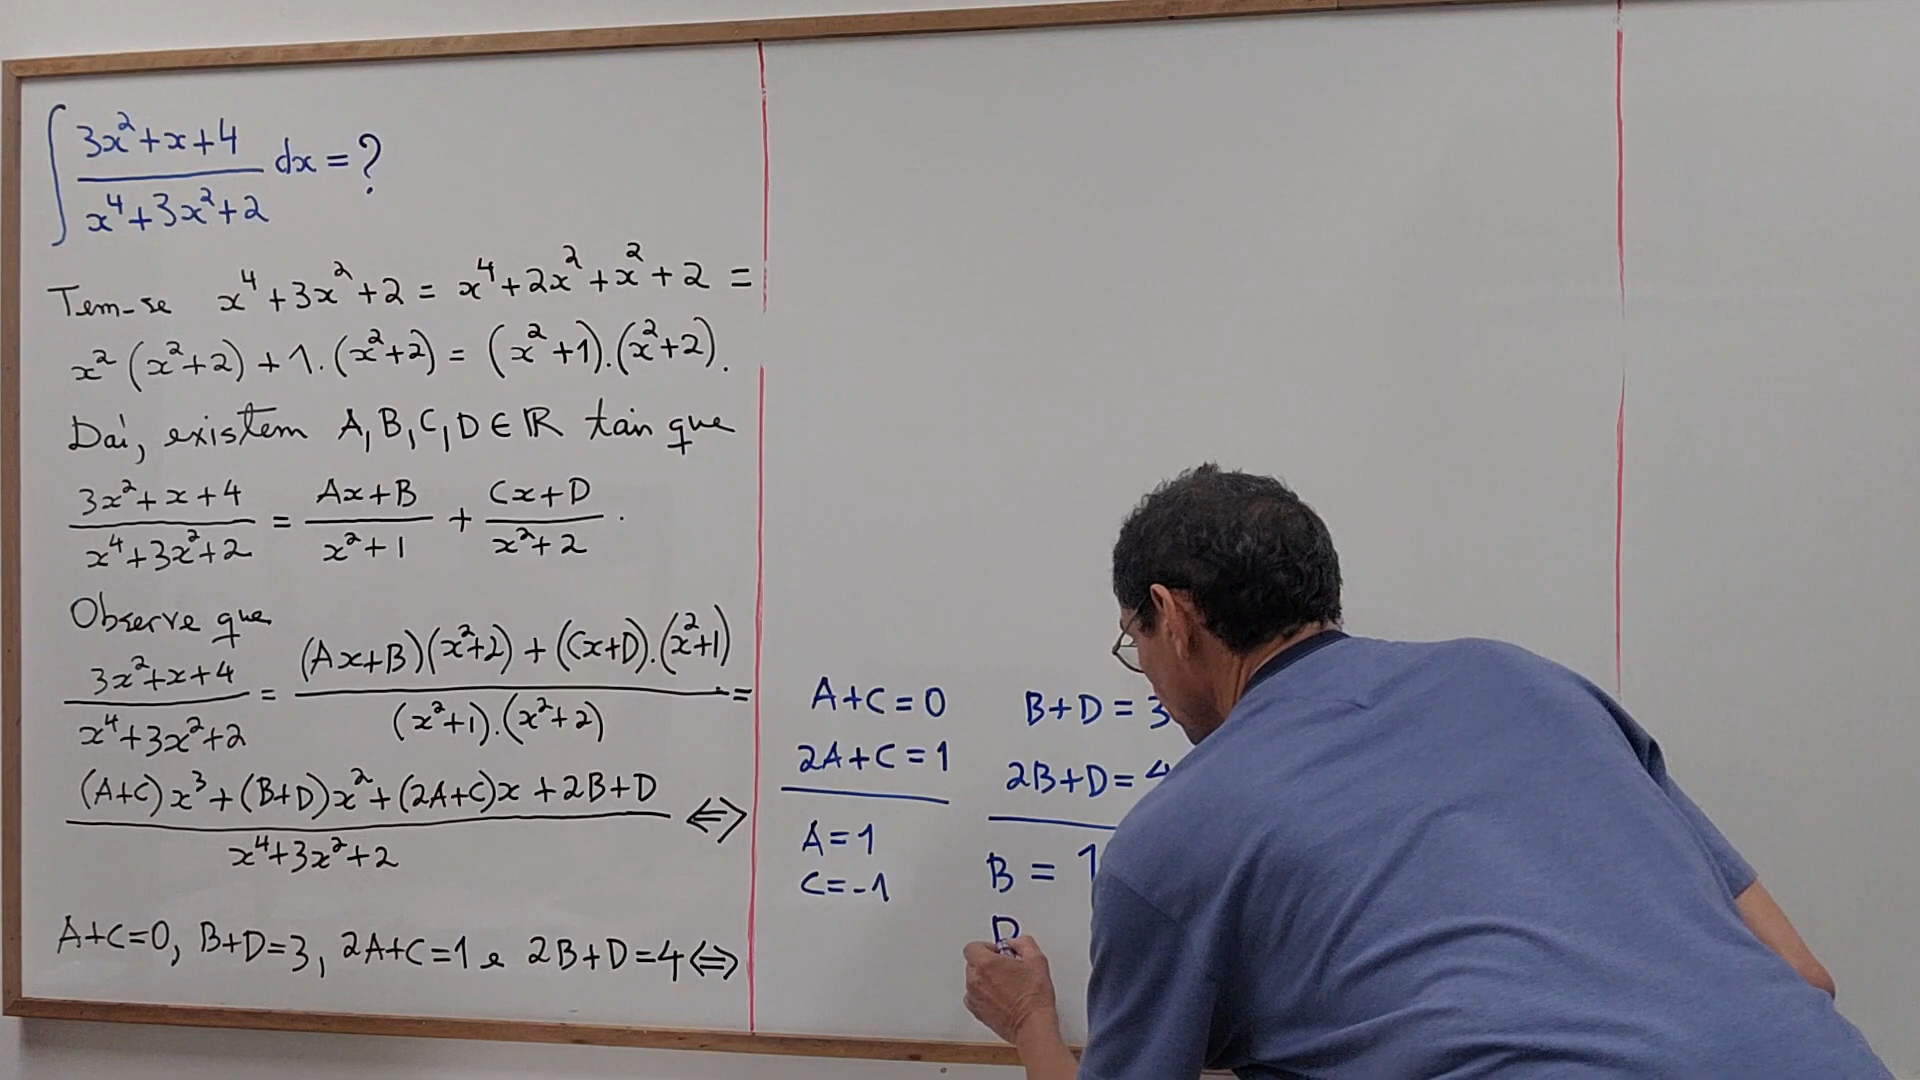 ∫ (3x²+x+4)/(x⁴+3x²+2) dx = ?
Tem-se x⁴+3x²+2 = x⁴+2x²+x²+2 =
x²(x²+2)+1.(x²+2) = (x²+1).(x²+2).
Daí, existem A,B,C,D∈ℝ tais que
(3x²+x+4)/(x⁴+3x²+2) = (Ax+B)/(x²+1) + (Cx+D)/(x²+2).
Observe que
(3x²+x+4)/(x⁴+3x²+2) = ((Ax+B)(x²+2)+(Cx+D).(x²+1))/((x²+1).(x²+2)) =
((A+C)x³+(B+D)x²+(2A+C)x+2B+D)/(x⁴+3x²+2) ⇔
A+C=0, B+D=3, 2A+C=1 e 2B+D=4 ⇔
A+C=0
2A+C=1
A=1
C=-1
B+D=3
2B+D=4
B=1
D